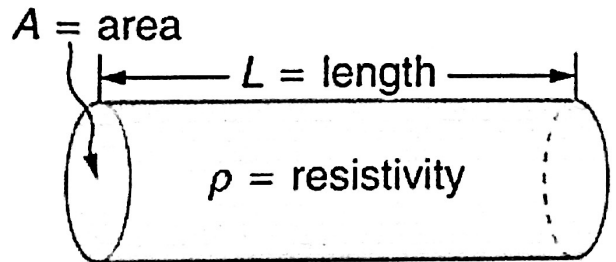 A = area
L = length
ρ = resistivity